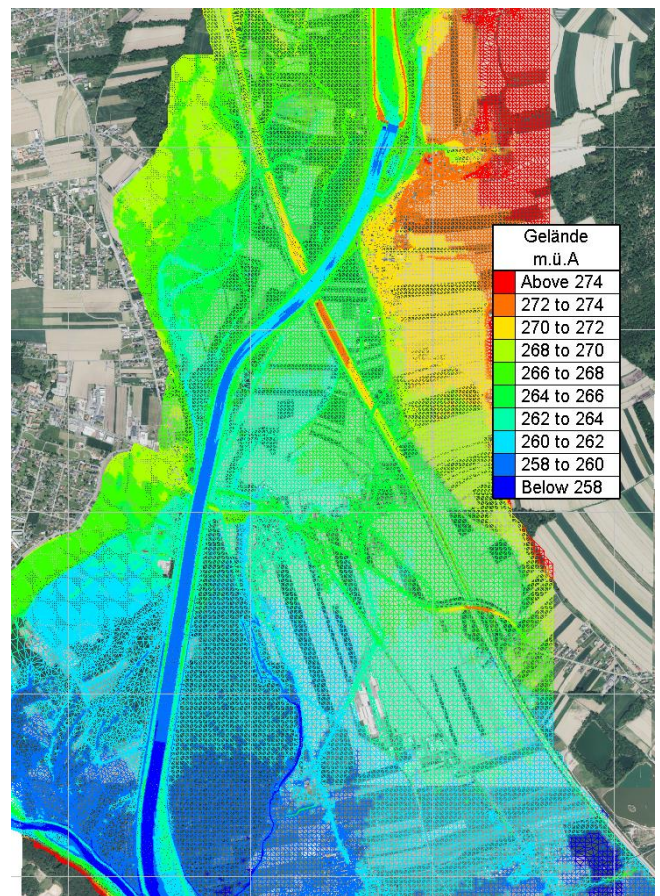 Gelände
m.ü.A
Above 274
272 to 274
270 to 272
268 to 270
266 to 268
264 to 266
262 to 264
260 to 262
258 to 260
Below 258